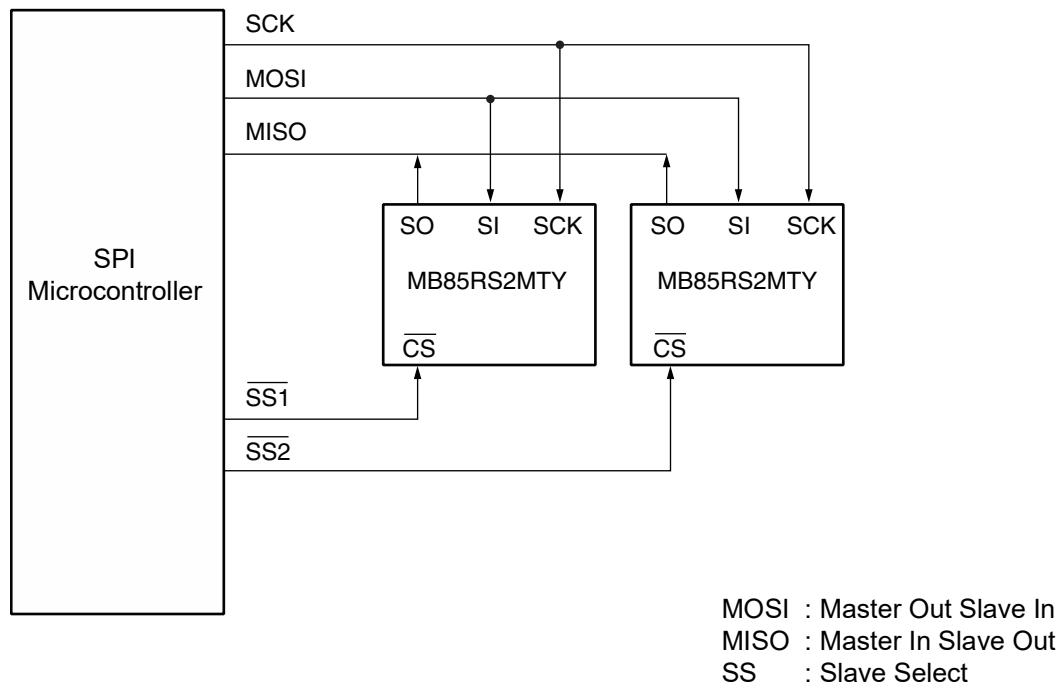 SCK
MOSI
MISO
SO SI SCK
MB85RS2MTY
CS
SO SI SCK
MB85RS2MTY
CS
SPI
Microcontroller
SS1
SS2
MOSI : Master Out Slave In
MISO : Master In Slave Out
SS : Slave Select